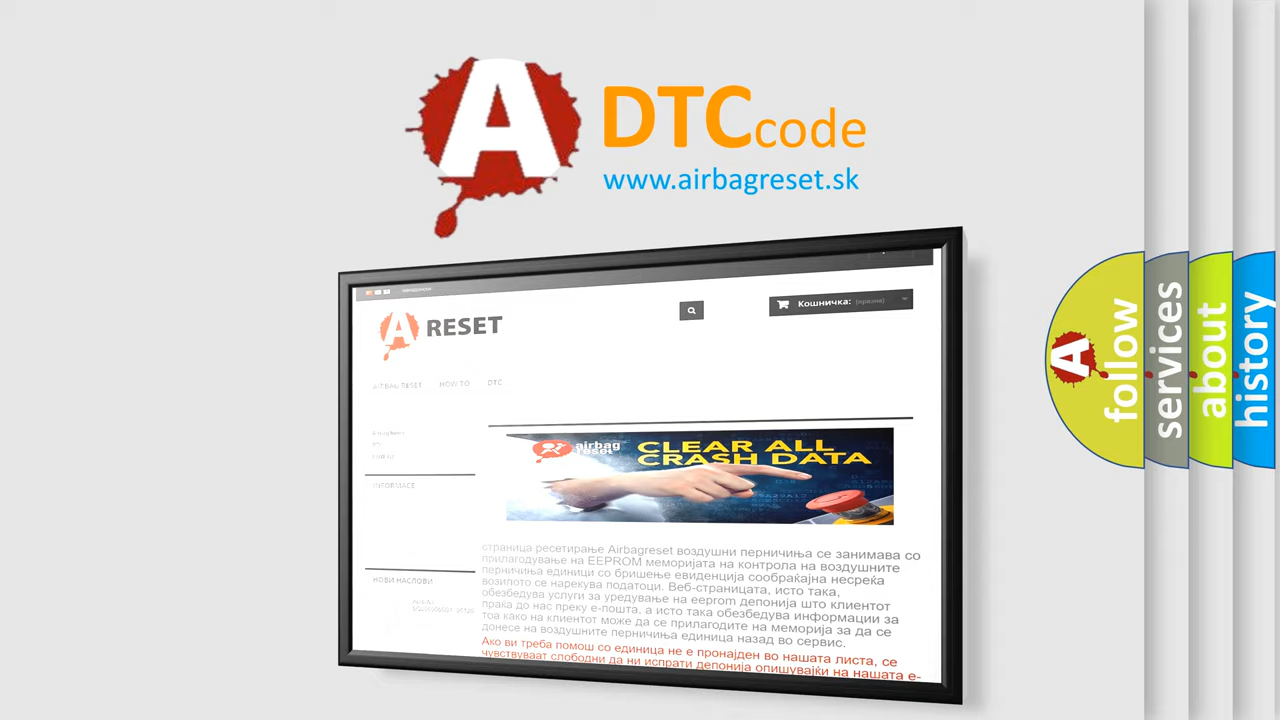 A
DTCcode
www.airbagreset.sk
A RESET
Кошничка: (празни)
AIRBAG RESET HOW TO DTC
INFORMACE
airbag
reset
CLEAR ALL
CRASH DATA
страница ресетирање Airbagreset воздушни перничиња се занимава со
прилагодување на EEPROM меморијата на контрола на воздушните
перничиња единици со бришење евиденција сообраќајна несреќа
возилото се нарекува податоци. Веб-страницата, исто така,
обезбедува услуги за уредување на eeprom депонија што клиентот
праќа до нас преку е-пошта, а исто така обезбедува информации за
тоа како на клиентот може да се прилагодите на меморија за да се
донесе на воздушните перничиња единица назад во сервис.
Ако ви треба помош со единица не е пронајден во нашата листа, се
чувствуваат слободни да ни испрати депонија опишувајќи на нашата е-
НОВИ НАСЛОВИ
A
follow
services
about
history